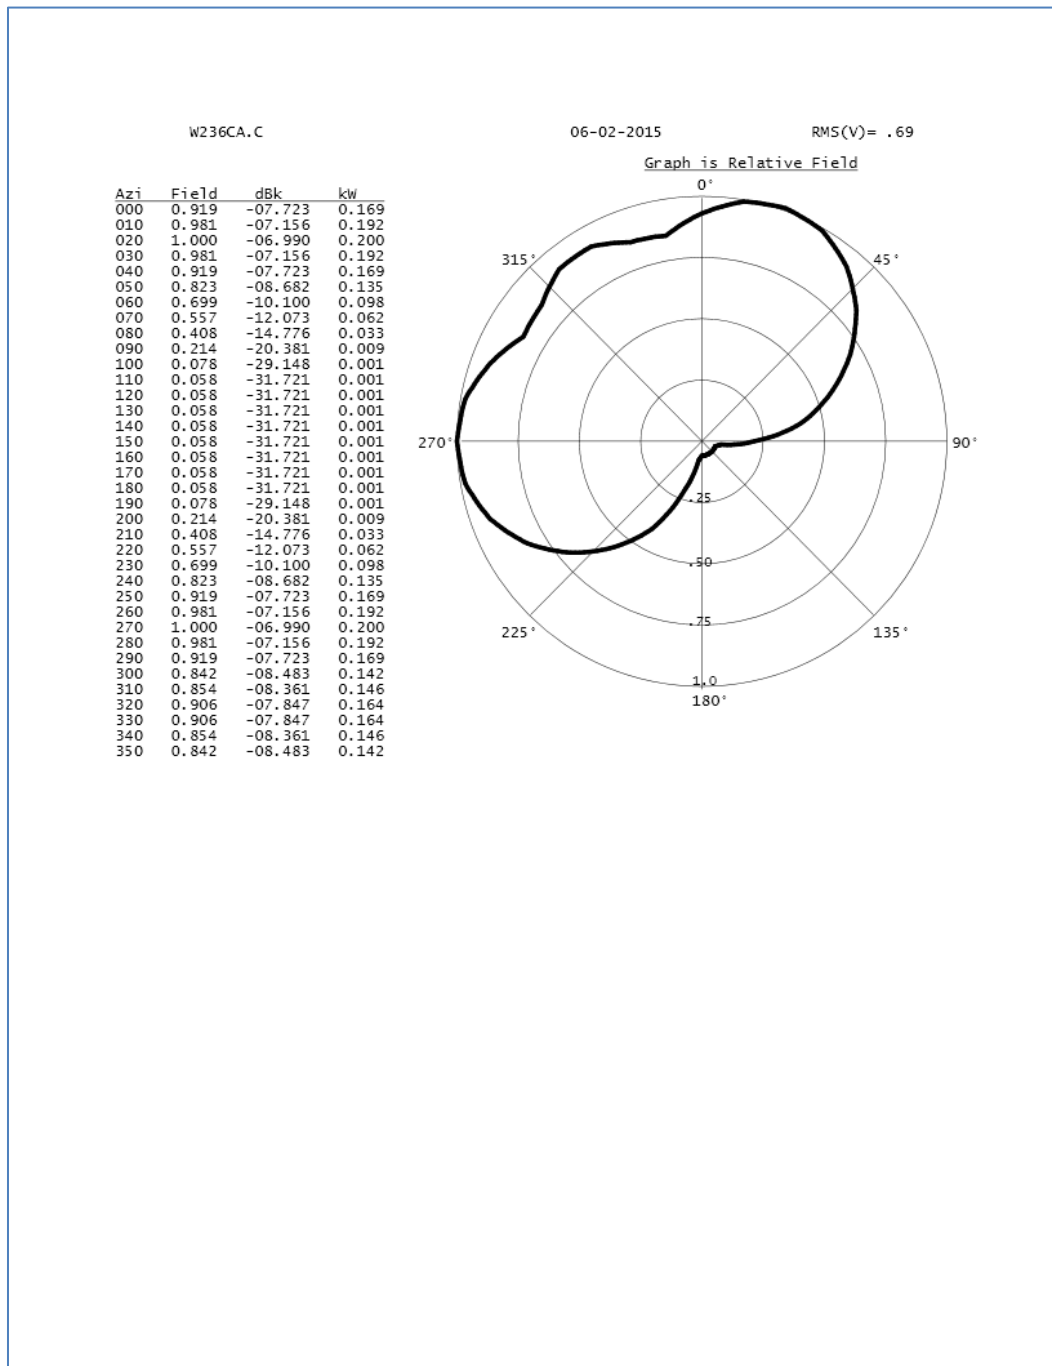 W236CA.C 06-02-2015 RMS(V)= .69
Graph is Relative Field
Azi Field dBk kW
000 0.919 -07.723 0.169
010 0.981 -07.156 0.192
020 1.000 -06.990 0.200
030 0.981 -07.156 0.192
040 0.919 -07.723 0.169
050 0.823 -08.682 0.135
060 0.699 -10.100 0.098
070 0.557 -12.073 0.062
080 0.408 -14.776 0.033
090 0.214 -20.381 0.009
100 0.078 -29.148 0.001
110 0.058 -31.721 0.001
120 0.058 -31.721 0.001
130 0.058 -31.721 0.001
140 0.058 -31.721 0.001
150 0.058 -31.721 0.001
160 0.058 -31.721 0.001
170 0.058 -31.721 0.001
180 0.058 -31.721 0.001
190 0.078 -29.148 0.001
200 0.214 -20.381 0.009
210 0.408 -14.776 0.033
220 0.557 -12.073 0.062
230 0.699 -10.100 0.098
240 0.823 -08.682 0.135
250 0.919 -07.723 0.169
260 0.981 -07.156 0.192
270 1.000 -06.990 0.200
280 0.981 -07.156 0.192
290 0.919 -07.723 0.169
300 0.842 -08.483 0.142
310 0.854 -08.361 0.146
320 0.906 -07.847 0.164
330 0.906 -07.847 0.164
340 0.854 -08.361 0.146
350 0.842 -08.483 0.142
0°
315° 45°
270° 90°
.25
.50
.75
225° 135°
1.0
180°